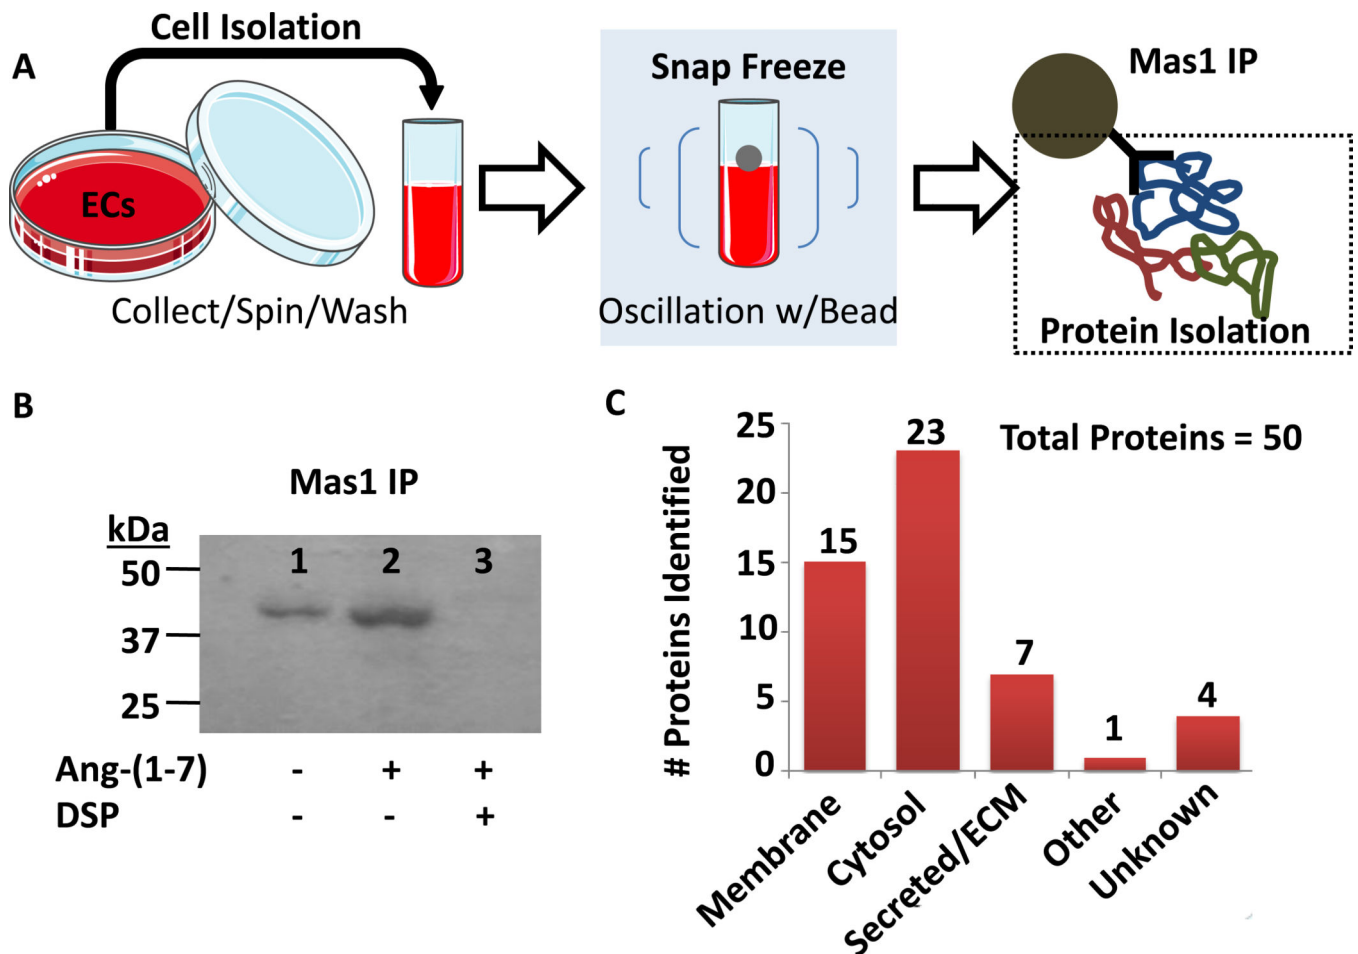 A
Cell Isolation
ECs
Collect/Spin/Wash
Snap Freeze
Oscillation w/Bead
Mas1 IP
Protein Isolation
B
Mas1 IP
kDa
50
37
25
1 2 3
Ang-(1-7) - + +
DSP - - +
C
Total Proteins = 50
# Proteins Identified
25
20
15
10
5
0
15
23
7
1
4
Membrane
Cytosol
Secreted/ECM
Other
Unknown